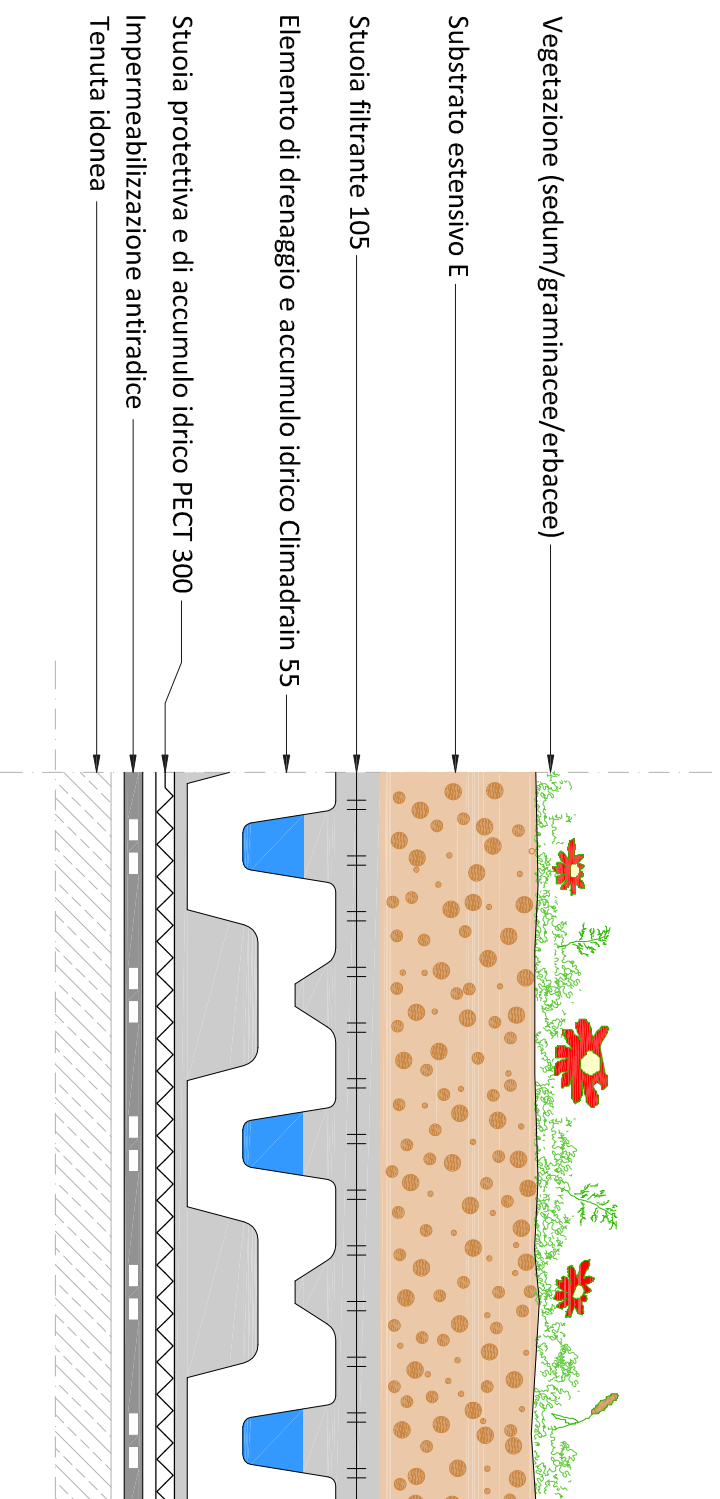 Vegetazione (sedum/graminacee/erbacee)
Substrato estensivo E
Stuoia filtrante 105
Elemento di drenaggio e accumulo idrico Climadrain 55
Stuoia protettiva e di accumulo idrico PECT 300
Impermeabilizzazione antiradice
Tenuta idonea